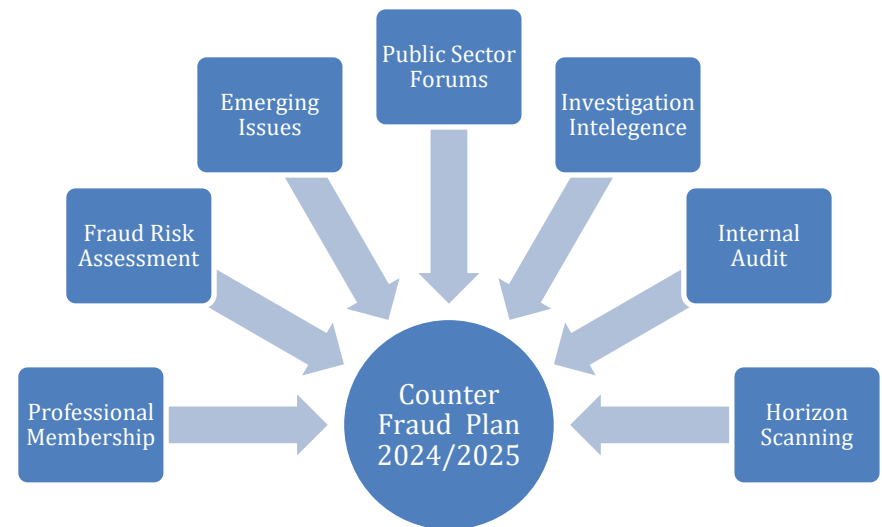 Public Sector
Forums
Emerging
Issues
Investigation
Intelegence
Fraud Risk
Assessment
Internal
Audit
Professional
Membership
Counter
Fraud Plan
2024/2025
Horizon
Scanning